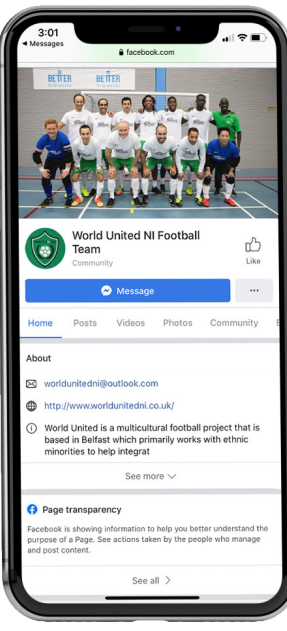 3:01
◀ Messages
facebook.com
BETTER
BETTER
World United NI Football
Team
Community
Like
Message
Home Posts Videos Photos Community
About
worldunitedni@outlook.com
http://www.worldunitedni.co.uk/
World United is a multicultural football project that is
based in Belfast which primarily works with ethnic
minorities to help integrat
See more
Page transparency
Facebook is showing information to help you better understand the
purpose of a Page. See actions taken by the people who manage
and post content.
See all